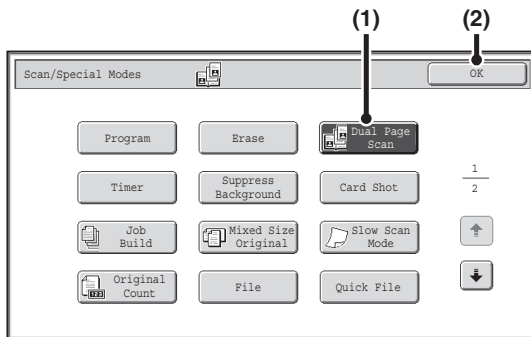 (1) (2)
Scan/Special Modes OK
Program Erase Dual Page
Scan
Timer Suppress
Background Card Shot 1
2
Job
Build Mixed Size
Original Slow Scan
Mode
Original
Count File Quick File
123